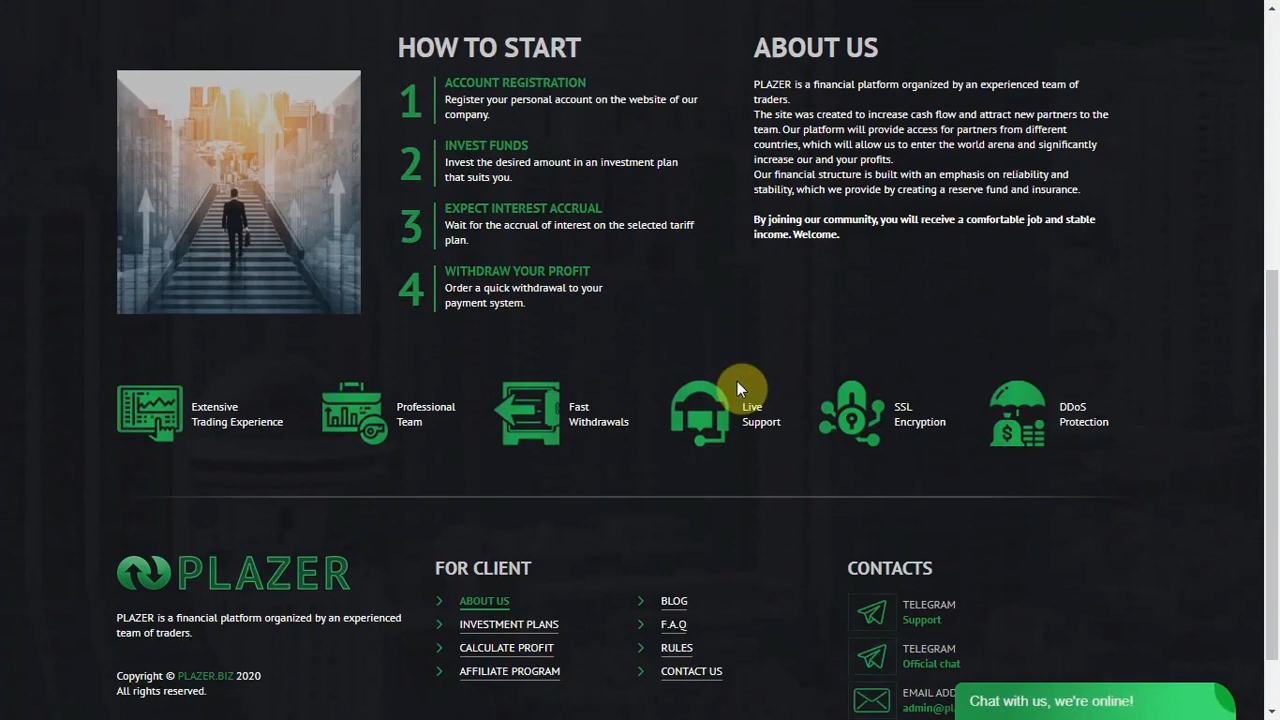 HOW TO START
1
ACCOUNT REGISTRATION
Register your personal account on the website of our
company.
2
INVEST FUNDS
Invest the desired amount in an investment plan
that suits you.
3
EXPECT INTEREST ACCRUAL
Wait for the accrual of interest on the selected tariff
plan.
4
WITHDRAW YOUR PROFIT
Order a quick withdrawal to your
payment system.
ABOUT US
PLAZER is a financial platform organized by an experienced team of
traders.
The site was created to increase cash flow and attract new partners to the
team. Our platform will provide access for partners from different
countries, which will allow us to enter the world arena and significantly
increase our and your profits.
Our financial structure is built with an emphasis on reliability and
stability, which we provide by creating a reserve fund and insurance.
By joining our community, you will receive a comfortable job and stable
income. Welcome.
Extensive
Trading Experience
Professional
Team
Fast
Withdrawals
Live
Support
SSL
Encryption
DDoS
Protection
PLAZER
PLAZER is a financial platform organized by an experienced
team of traders.
Copyright © PLAZER.BIZ 2020
All rights reserved.
FOR CLIENT
ABOUT US
INVESTMENT PLANS
CALCULATE PROFIT
AFFILIATE PROGRAM
BLOG
F.A.Q
RULES
CONTACT US
CONTACTS
TELEGRAM
Support
TELEGRAM
Official chat
EMAIL ADD
admin@pl
Chat with us, we're online!